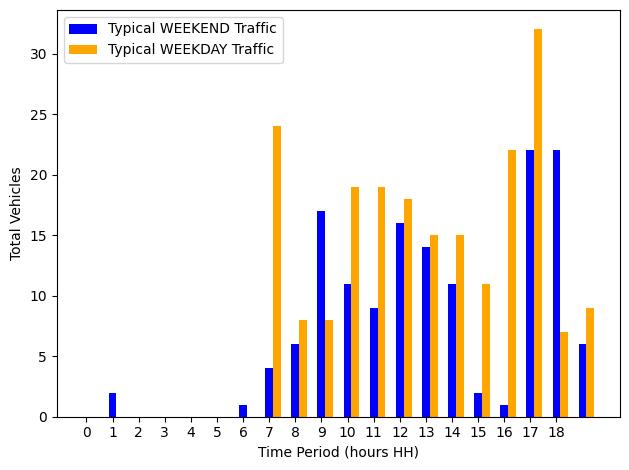 Typical WEEKEND Traffic
Typical WEEKDAY Traffic
30
25
20
15
10
5
0
Total Vehicles
0 1 2 3 4 5 6 7 8 9 10 11 12 13 14 15 16 17 18
Time Period (hours HH)